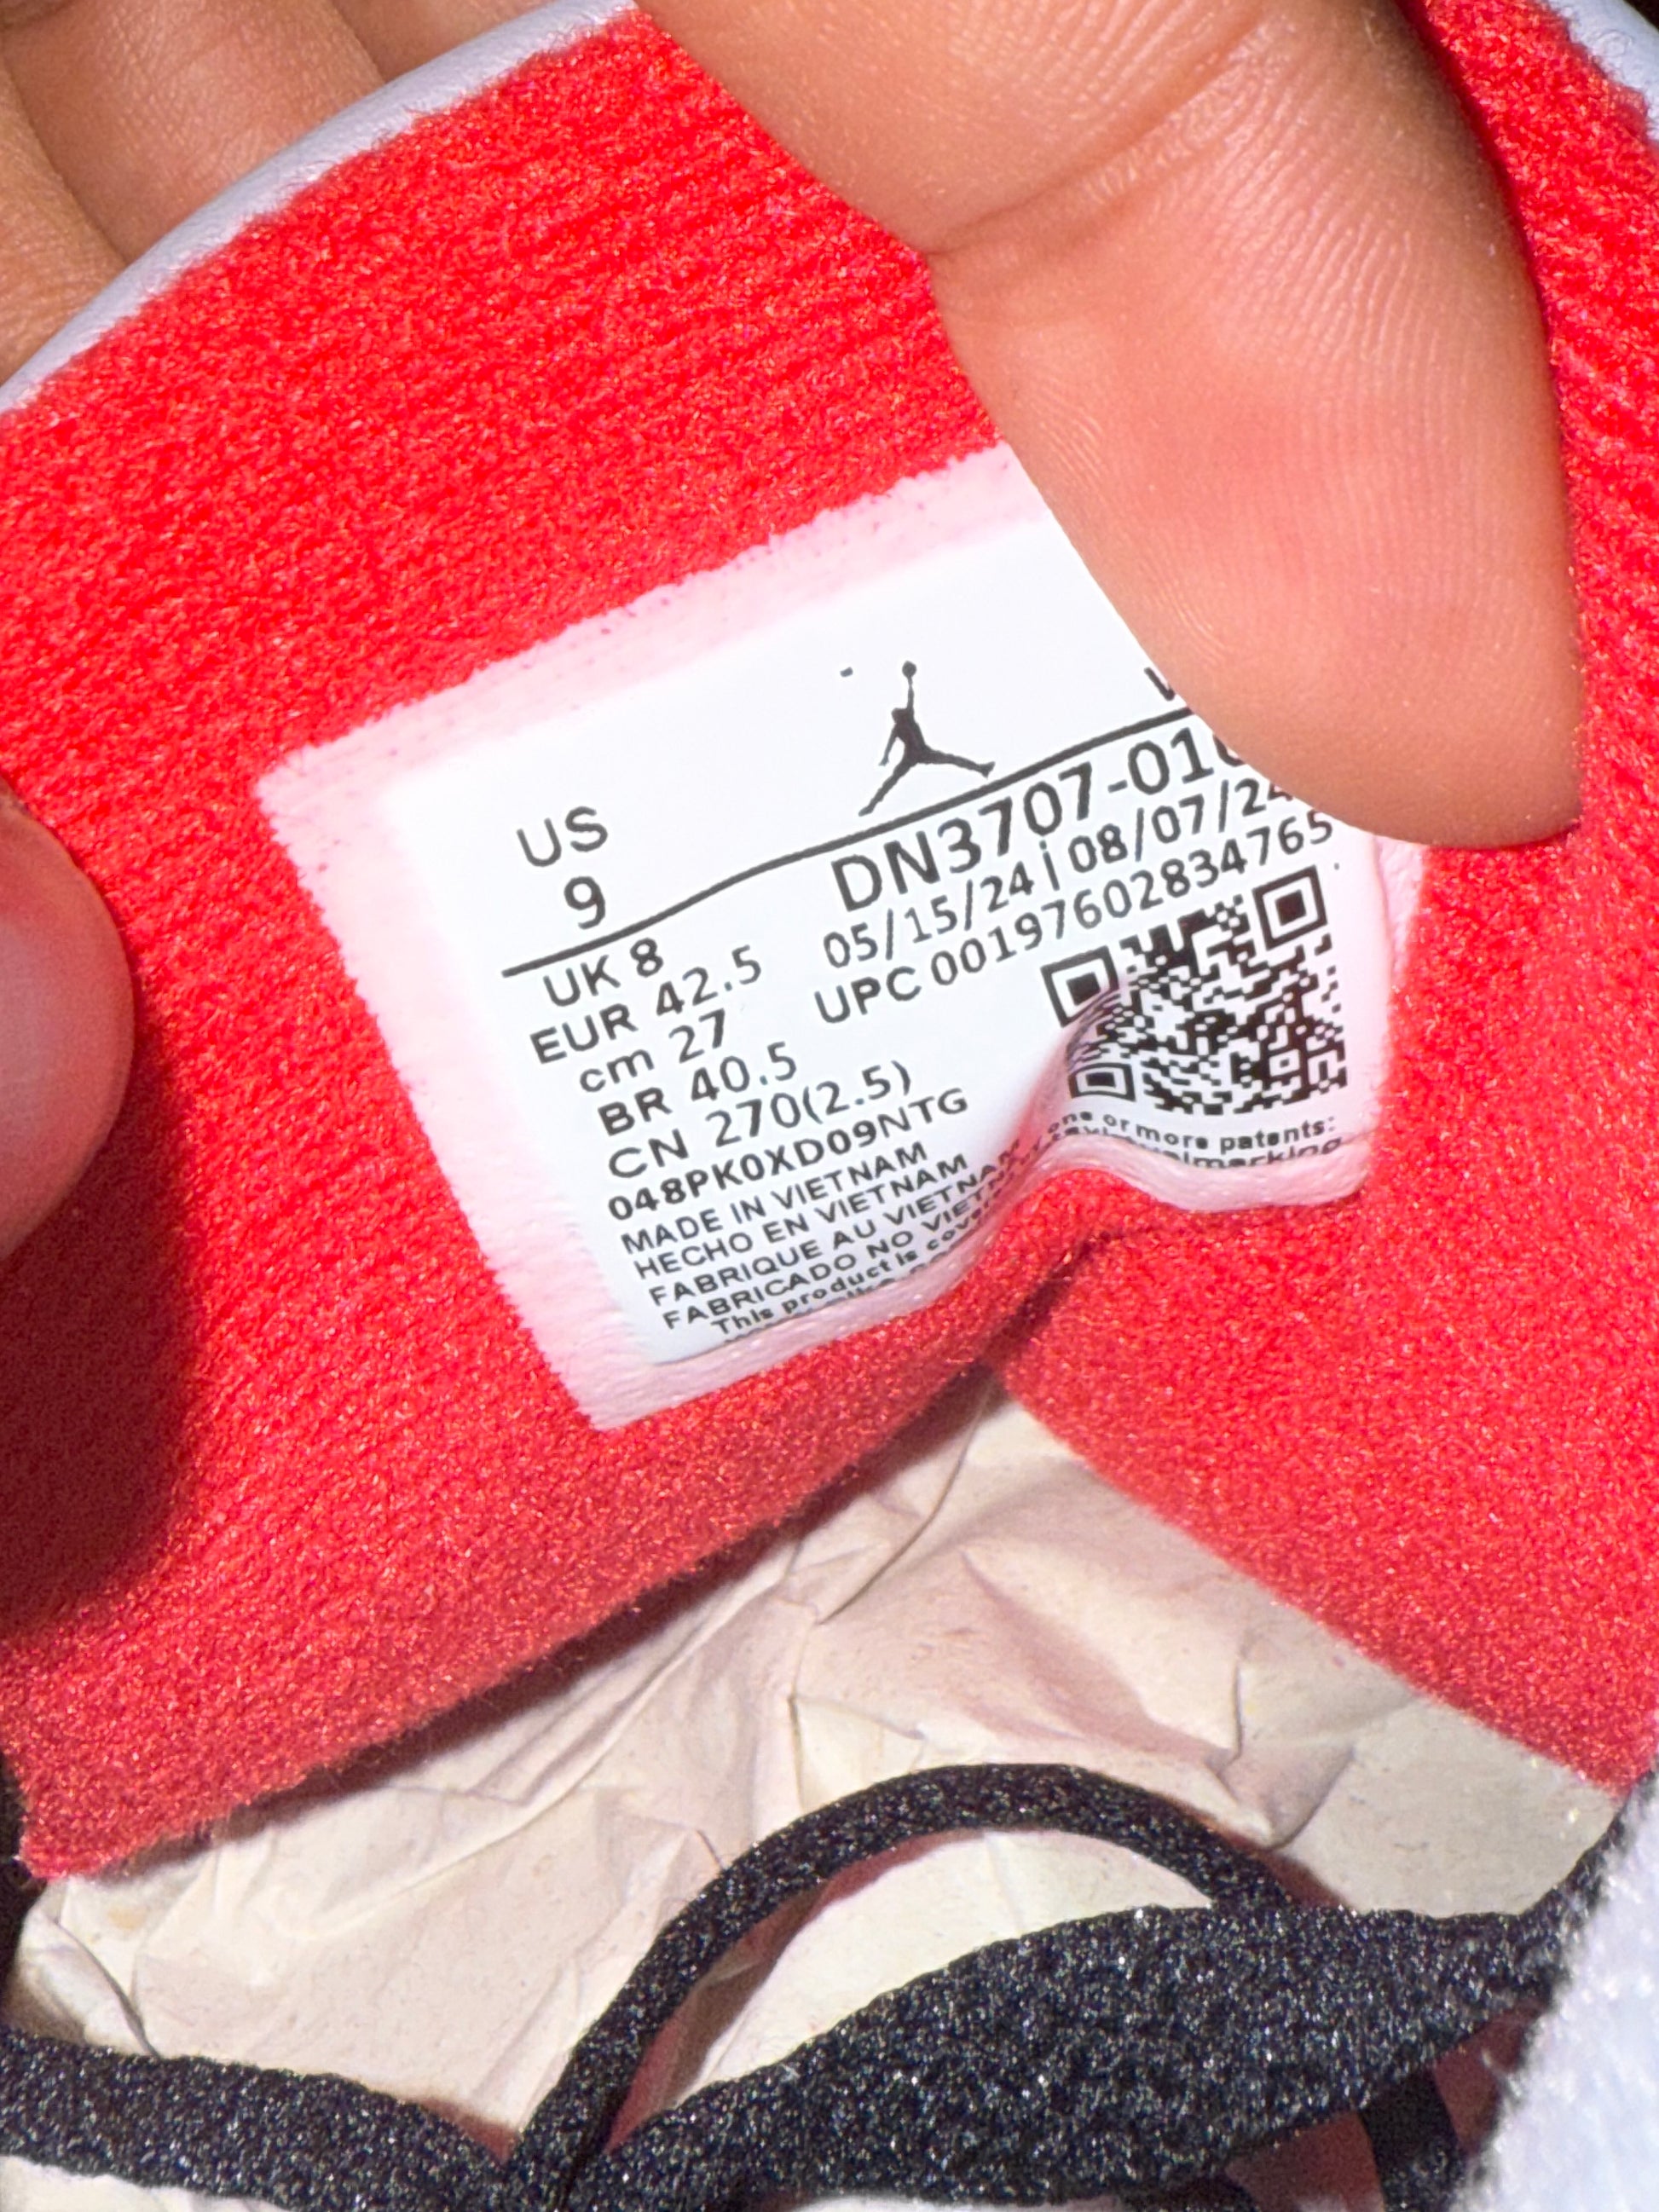 US
9
UK 8
EUR 42.5
cm 27
BR 40.5
CN 270(2.5)
048PK0XD09NTG
MADE IN VIETNAM
HECHO EN VIETNAM
FABRIQUE AU VIETNAM
FABRICADO NO VIETNAM
This product is covered one or more patents:
DN3707-010
05/15/24 | 08/07/24
UPC 00197602834765